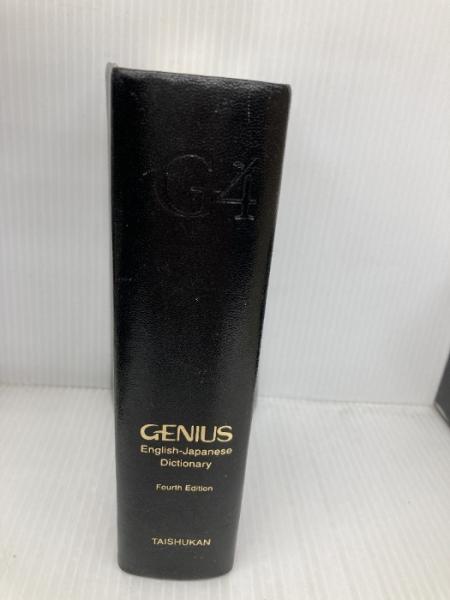 G4
GENIUS
English-Japanese
Dictionary
Fourth Edition
TAISHUKAN